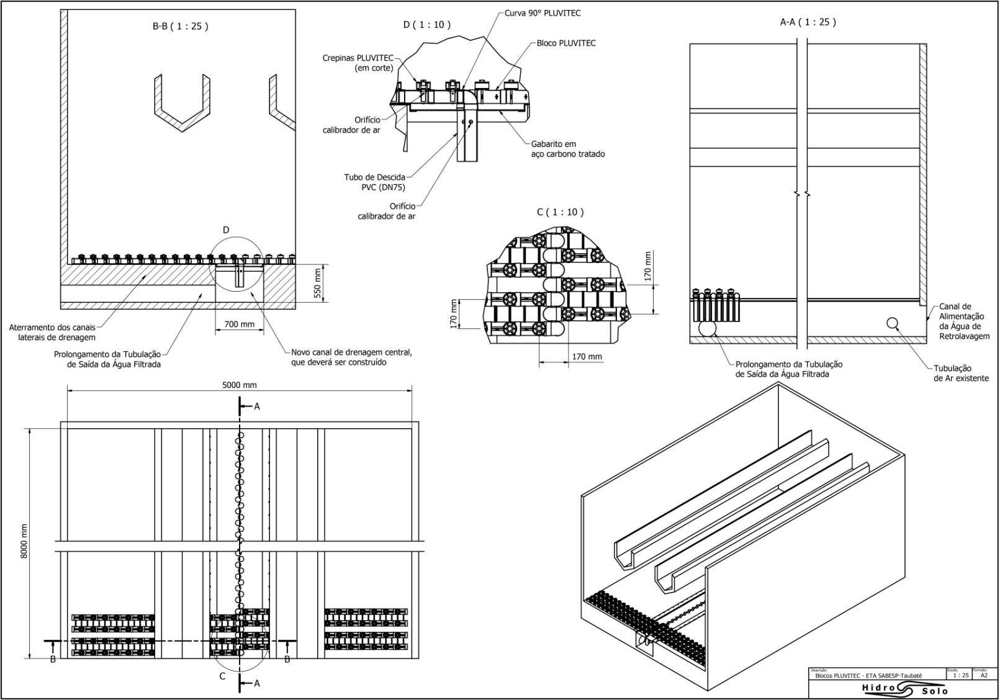 B-B ( 1 : 25 )
D
550 mm
700 mm
Aterramento dos canais
laterais de drenagem
Prolongamento da Tubulação
de Saída da Água Filtrada
Novo canal de drenagem central,
que deverá ser construído
D ( 1 : 10 )
Curva 90° PLUVITEC
Bloco PLUVITEC
Crepinas PLUVITEC
(em corte)
Orifício
calibrador de ar
Gabarito em
aço carbono tratado
Tubo de Descida
PVC (DN75)
Orifício
calibrador de ar
C ( 1 : 10 )
170 mm
170 mm
170 mm
A-A ( 1 : 25 )
Canal de
Alimentação
da Água de
Retrolavagem
Prolongamento da Tubulação
de Saída da Água Filtrada
Tubulação
de Ar existente
5000 mm
A
8000 mm
B
B
C
A
Descrição:
Blocos PLUVITEC - ETA SABESP-Taubaté
Escala:
1 : 25
Formato:
A2
Hidro Solo